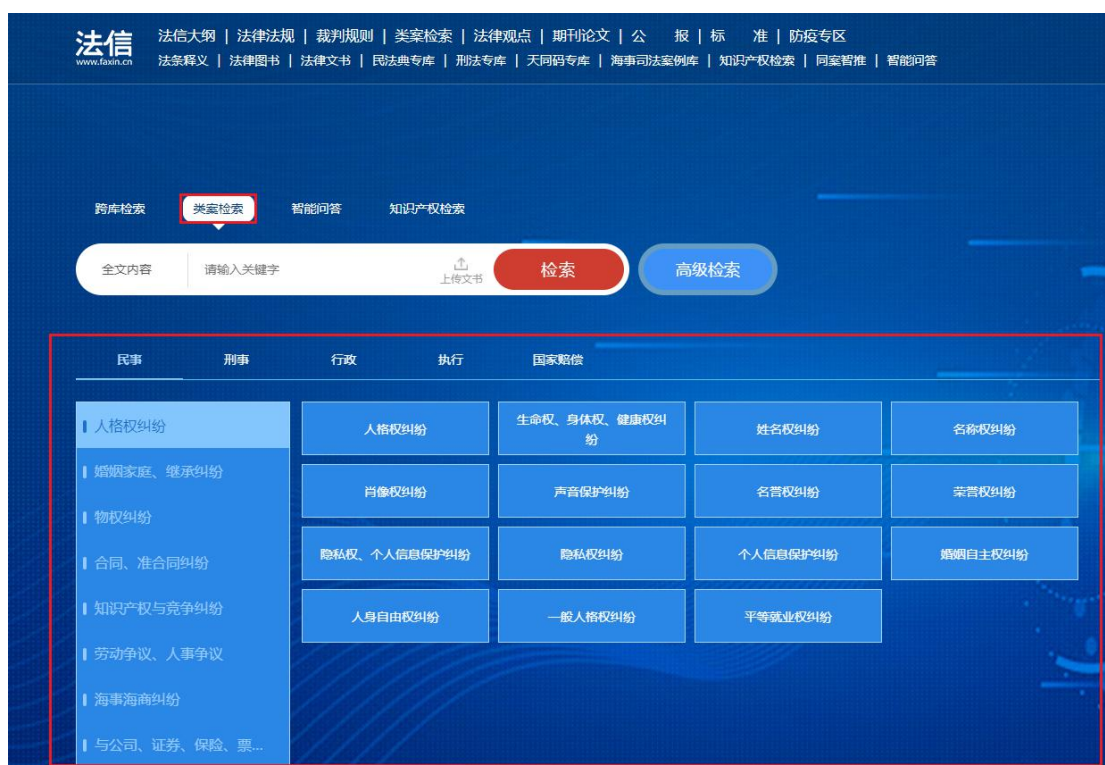 法信
www.faxin.cn
法信大纲 | 法律法规 | 裁判规则 | 类案检索 | 法律观点 | 期刊论文 | 公 报 | 标 准 | 防疫专区
法条释义 | 法律图书 | 法律文书 | 民法典专库 | 刑法专库 | 天同码专库 | 海事司法案例库 | 知识产权检索 | 同案智推 | 智能问答
跨库检索 类案检索 智能问答 知识产权检索
全文内容 请输入关键字 上传文书 检索 高级检索
民事 刑事 行政 执行 国家赔偿
人格权纠纷
婚姻家庭、继承纠纷
物权纠纷
合同、准合同纠纷
知识产权与竞争纠纷
劳动争议、人事争议
海事海商纠纷
与公司、证券、保险、票...
人格权纠纷 生命权、身体权、健康权纠
纷 姓名权纠纷 名称权纠纷
肖像权纠纷 声音保护纠纷 名誉权纠纷 荣誉权纠纷
隐私权、个人信息保护纠纷 隐私权纠纷 个人信息保护纠纷 婚姻自主权纠纷
人身自由权纠纷 一般人格权纠纷 平等就业权纠纷